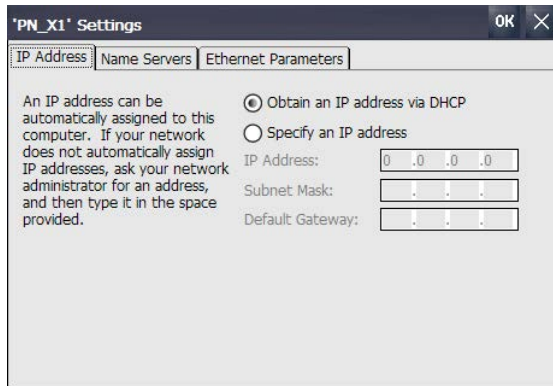 'PN_X1' Settings OK ×
IP Address Name Servers Ethernet Parameters
An IP address can be
automatically assigned to this
computer. If your network
does not automatically assign
IP addresses, ask your network
administrator for an address,
and then type it in the space
provided.
Obtain an IP address via DHCP
Specify an IP address
IP Address: 0 .0 .0 .0
Subnet Mask: . . .
Default Gateway: . . .